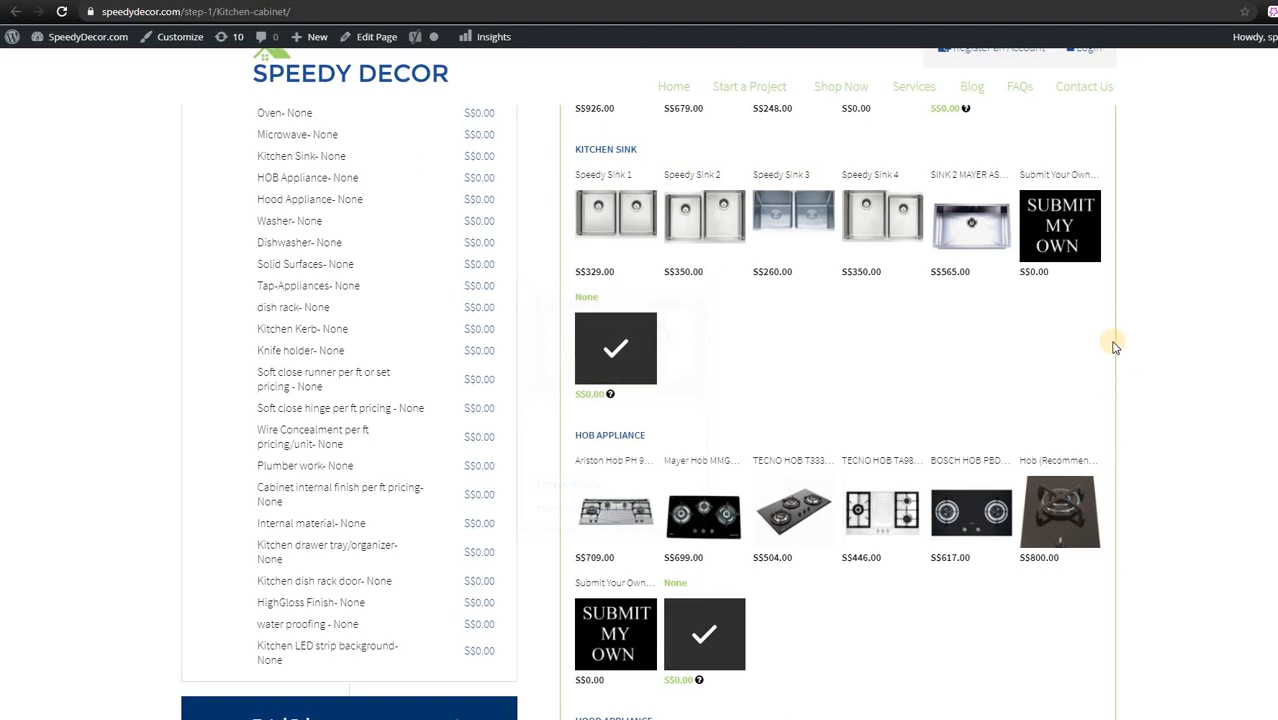 speedydecor.com/step-1/Kitchen-cabinet/
SpeedyDecor.com Customize 10 0 New Edit Page Insights Howdy, sp
Register an Account Login
SPEEDY DECOR
Home Start a Project Shop Now Services Blog FAQs Contact Us
Oven- None S$0.00
Microwave- None S$0.00
Kitchen Sink- None S$0.00
HOB Appliance- None S$0.00
Hood Appliance- None S$0.00
Washer- None S$0.00
Dishwasher- None S$0.00
Solid Surfaces- None S$0.00
Tap-Appliances- None S$0.00
dish rack- None S$0.00
Kitchen Kerb- None S$0.00
Knife holder- None S$0.00
Soft close runner per ft or set
pricing - None S$0.00
Soft close hinge per ft pricing - None S$0.00
Wire Concealment per ft
pricing/unit- None S$0.00
Plumber work- None S$0.00
Cabinet internal finish per ft pricing-
None S$0.00
Internal material- None S$0.00
Kitchen drawer tray/organizer-
None S$0.00
Kitchen dish rack door- None S$0.00
HighGloss Finish- None S$0.00
water proofing - None S$0.00
Kitchen LED strip background-
None S$0.00
S$926.00 S$679.00 S$248.00 S$0.00 S$0.00 ?
KITCHEN SINK
Speedy Sink 1 Speedy Sink 2 Speedy Sink 3 Speedy Sink 4 SINK 2 MAYER AS... Submit Your Own...
SUBMIT
MY
OWN
S$329.00 S$350.00 S$260.00 S$350.00 S$565.00 S$0.00
None
S$0.00 ?
HOB APPLIANCE
Ariston Hob PH 9... Mayer Hob MMG... TECNO HOB T333... TECNO HOB TA98... BOSCH HOB PBD... Hob (Recommen...
S$709.00 S$699.00 S$504.00 S$446.00 S$617.00 S$800.00
Submit Your Own... None
SUBMIT
MY
OWN
S$0.00 S$0.00 ?
HOOD APPLIANCE